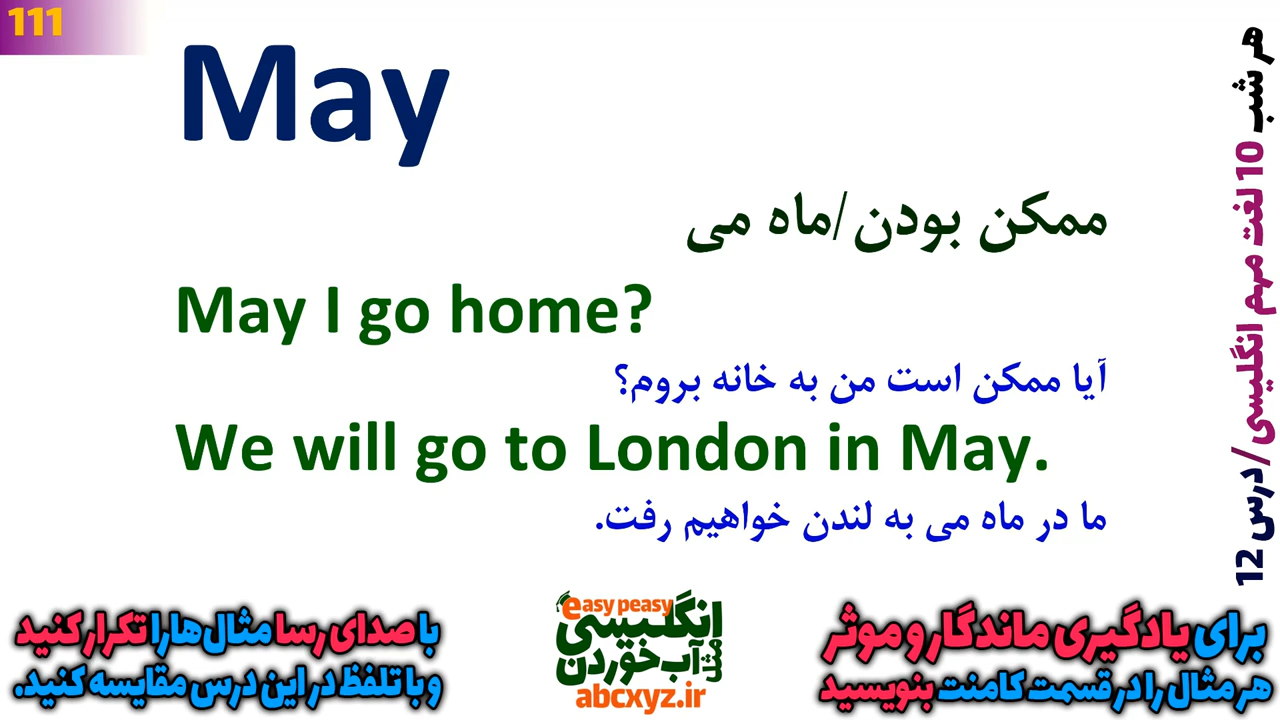 111
May
ممکن بودن/ماه می
May I go home?
آیا ممکن است من به خانه بروم؟
We will go to London in May.
ما در ماه می به لندن خواهیم رفت.
هر شب 10 لغت مهم انگلیسی/درس 12
برای یادگیری ماندگار و موثر
هر مثال را در قسمت کامنت بنویسید
easy peasy
انگلیسی
مثل
آب خوردن
abcxyz.ir
با صدای رسا مثال‌ها را تکرار کنید
و با تلفظ در این درس مقایسه کنید.